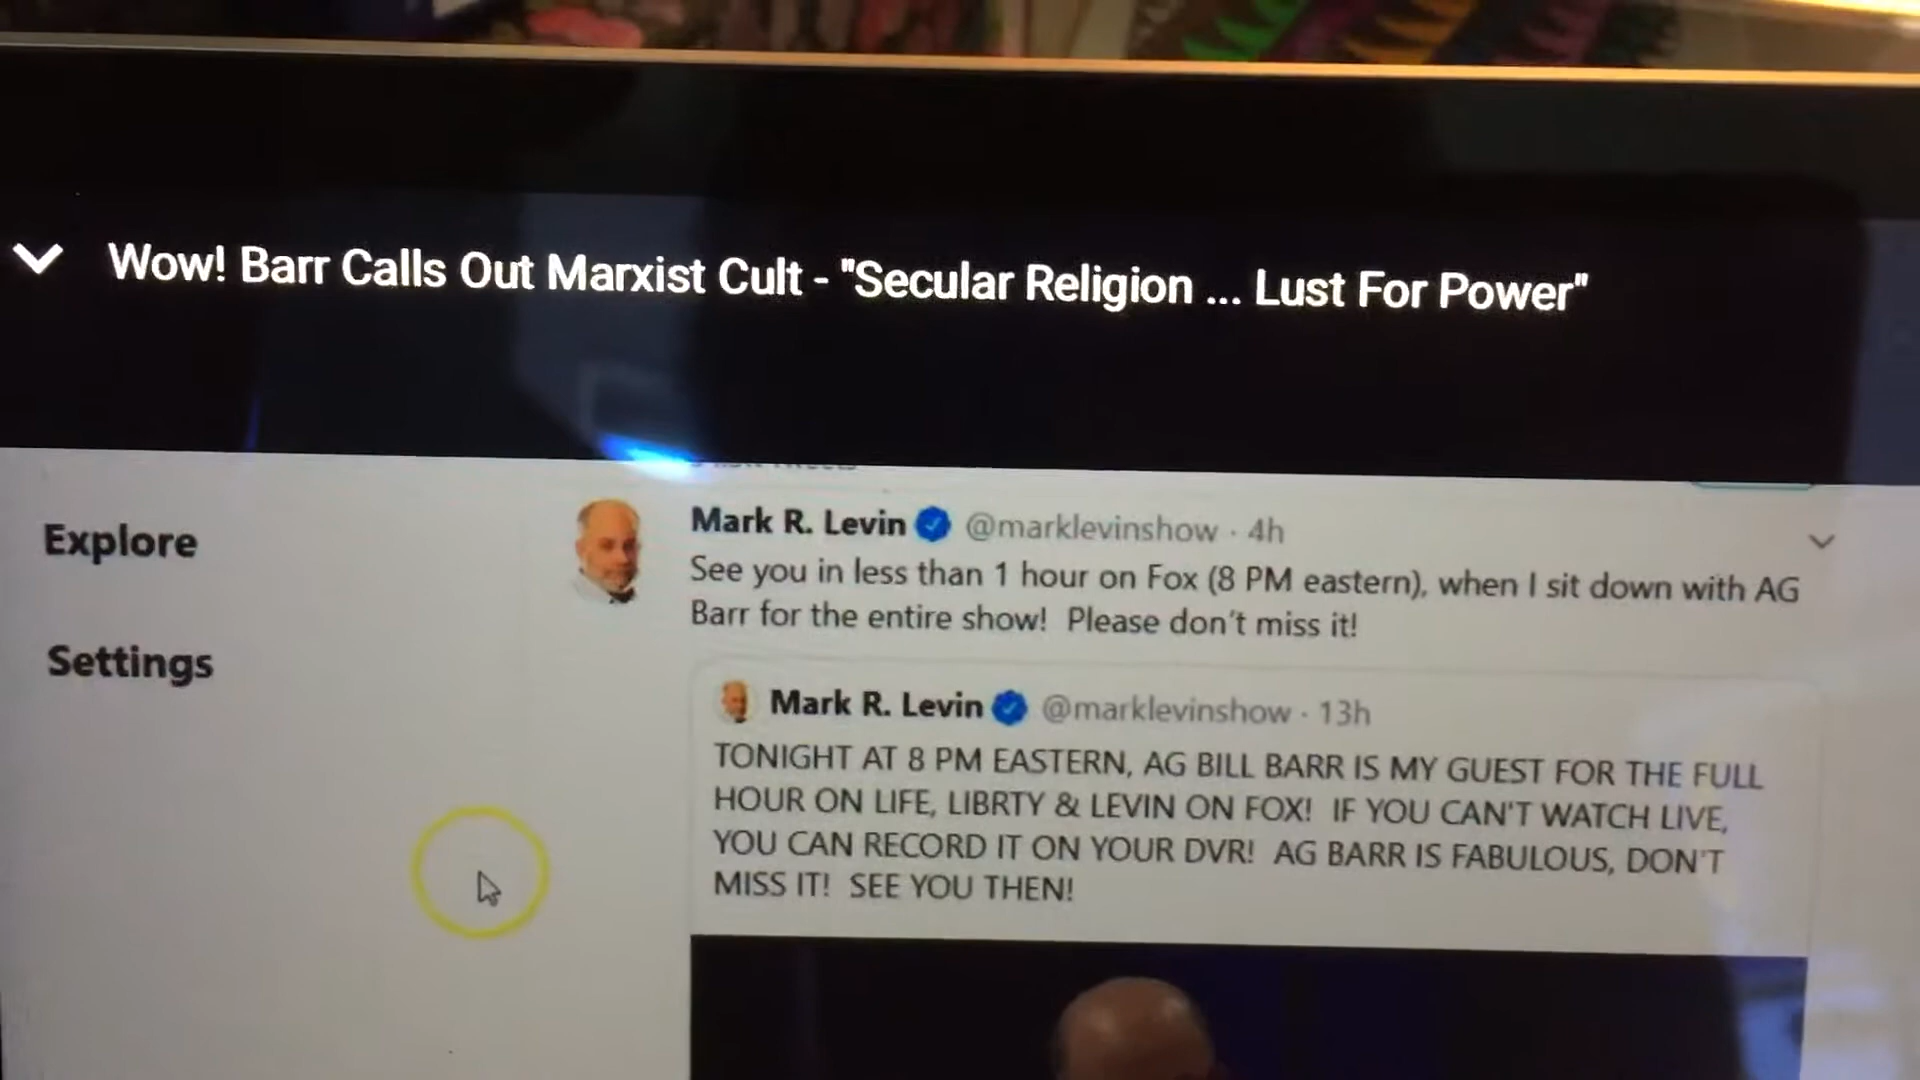 Wow! Barr Calls Out Marxist Cult - "Secular Religion ... Lust For Power"
Explore
Settings
Mark R. Levin @marklevinshow · 4h
See you in less than 1 hour on Fox (8 PM eastern), when I sit down with AG
Barr for the entire show! Please don't miss it!
Mark R. Levin @marklevinshow · 13h
TONIGHT AT 8 PM EASTERN, AG BILL BARR IS MY GUEST FOR THE FULL
HOUR ON LIFE, LIBRTY & LEVIN ON FOX! IF YOU CAN'T WATCH LIVE,
YOU CAN RECORD IT ON YOUR DVR! AG BARR IS FABULOUS, DON'T
MISS IT! SEE YOU THEN!